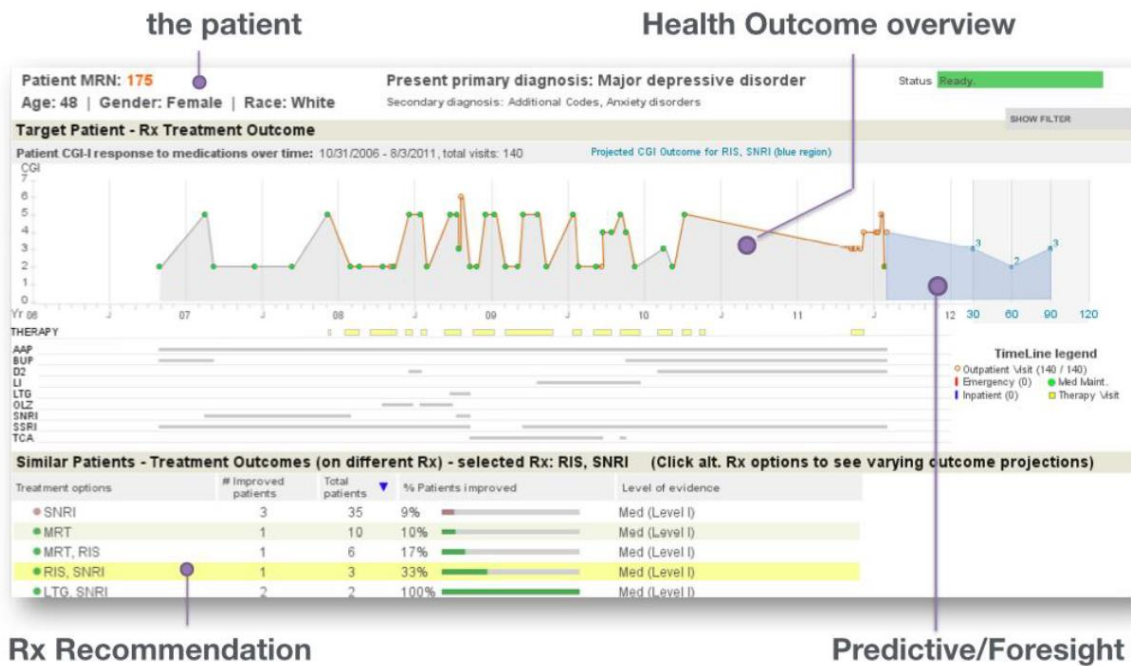 the patient
Health Outcome overview
Patient MRN: 175
Present primary diagnosis: Major depressive disorder
Status Ready.
Age: 48 | Gender: Female | Race: White
Secondary diagnosis: Additional Codes, Anxiety disorders
SHOW FILTER
Target Patient - Rx Treatment Outcome
Patient CGI-I response to medications over time: 10/31/2006 - 8/3/2011, total visits: 140
Projected CGI Outcome for RIS, SNRI (blue region)
CGI
7
6
5
4
3
2
1
0
3
2
3
Yr 06
07
J
08
J
09
J
10
J
11
J
12
30
60
90
120
THERAPY
AAP
BUP
D2
LI
LTG
OLZ
SNRI
SSRI
TCA
TimeLine legend
Outpatient Visit (140 / 140)
Emergency (0)
Med Maint.
Inpatient (0)
Therapy Visit
Similar Patients - Treatment Outcomes (on different Rx) - selected Rx: RIS, SNRI (Click alt. Rx options to see varying outcome projections)
Treatment options
# Improved patients
Total patients
% Patients improved
Level of evidence
SNRI 3 35 9% Med (Level I)
MRT 1 10 10% Med (Level I)
MRT, RIS 1 6 17% Med (Level I)
RIS, SNRI 1 3 33% Med (Level I)
LTG, SNRI 2 2 100% Med (Level I)
Rx Recommendation
Predictive/Foresight